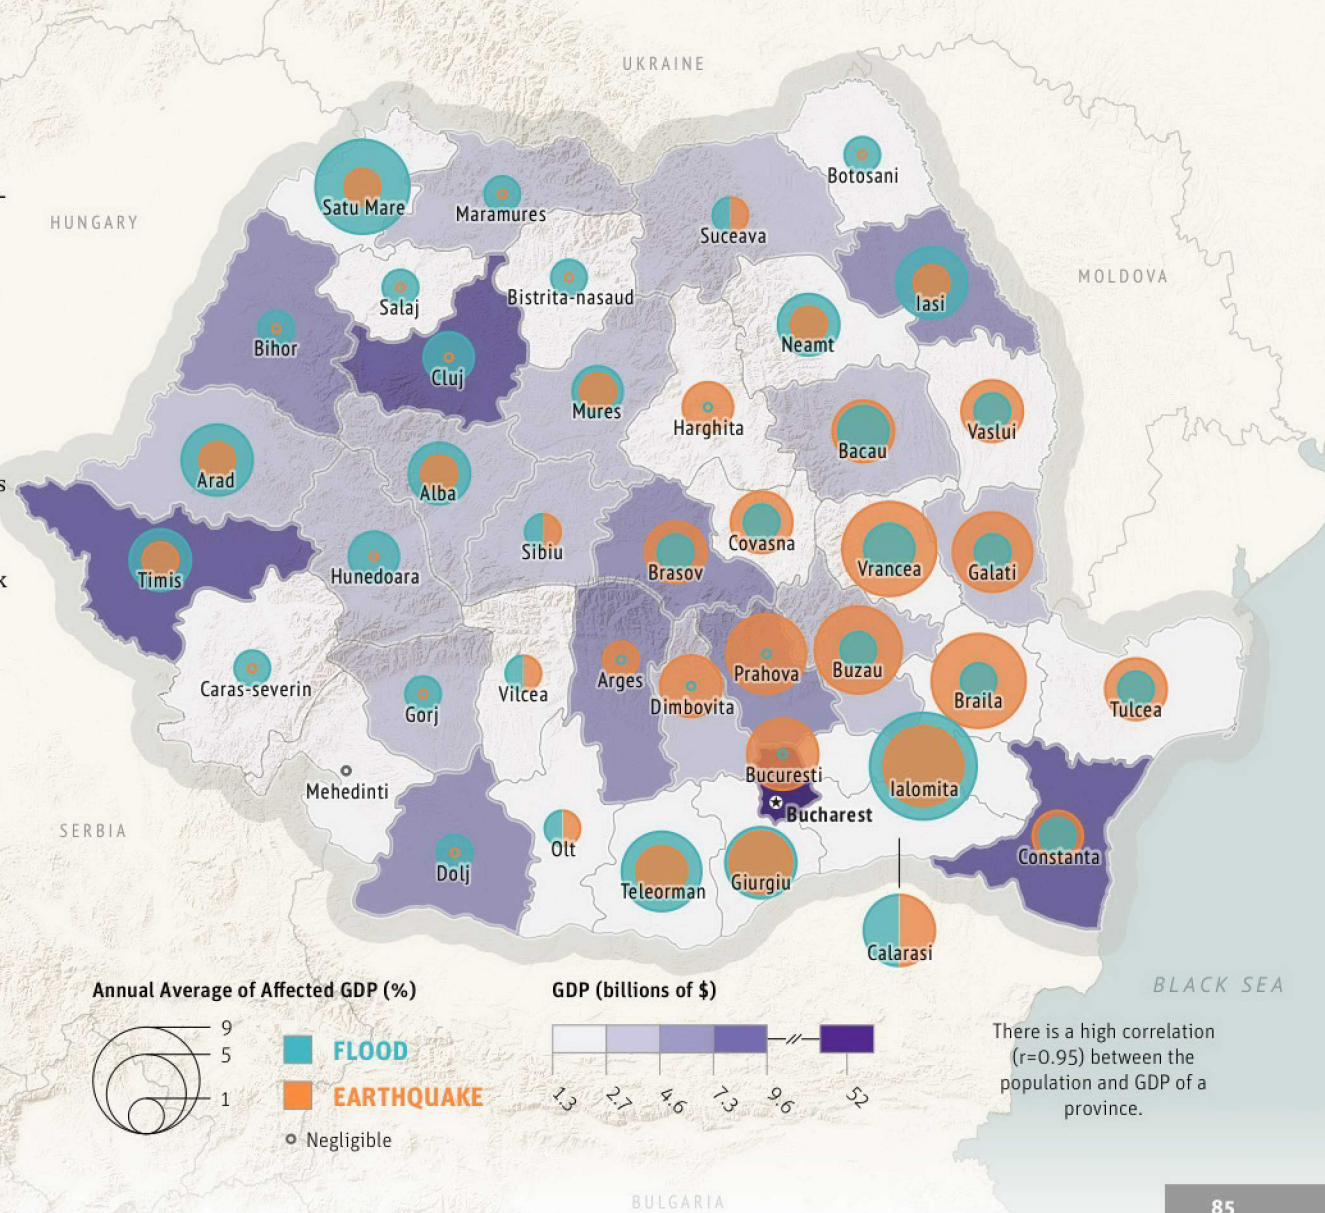 UKRAINE
HUNGARY
MOLDOVA
Botosani
Satu Mare
Maramures
Suceava
Salaj
Bistrita-nasaud
Iasi
Bihor
Cluj
Neamt
Mures
Harghita
Bacau
Vaslui
Arad
Alba
s
Timis
Hunedoara
Sibiu
Brasov
Covasna
Vrancea
Galati
k
Caras-severin
Gorj
Vilcea
Arges
Dimbovita
Prahova
Buzau
Braila
Tulcea
Mehedinti
Bucuresti
Ialomita
Bucharest
SERBIA
Dolj
Olt
Teleorman
Giurgiu
Constanta
Calarasi
BLACK SEA
Annual Average of Affected GDP (%)
9
5
1
FLOOD
EARTHQUAKE
Negligible
GDP (billions of $)
1.3
2.7
4.6
7.3
9.6
52
There is a high correlation
(r=0.95) between the
population and GDP of a
province.
BULGARIA
85